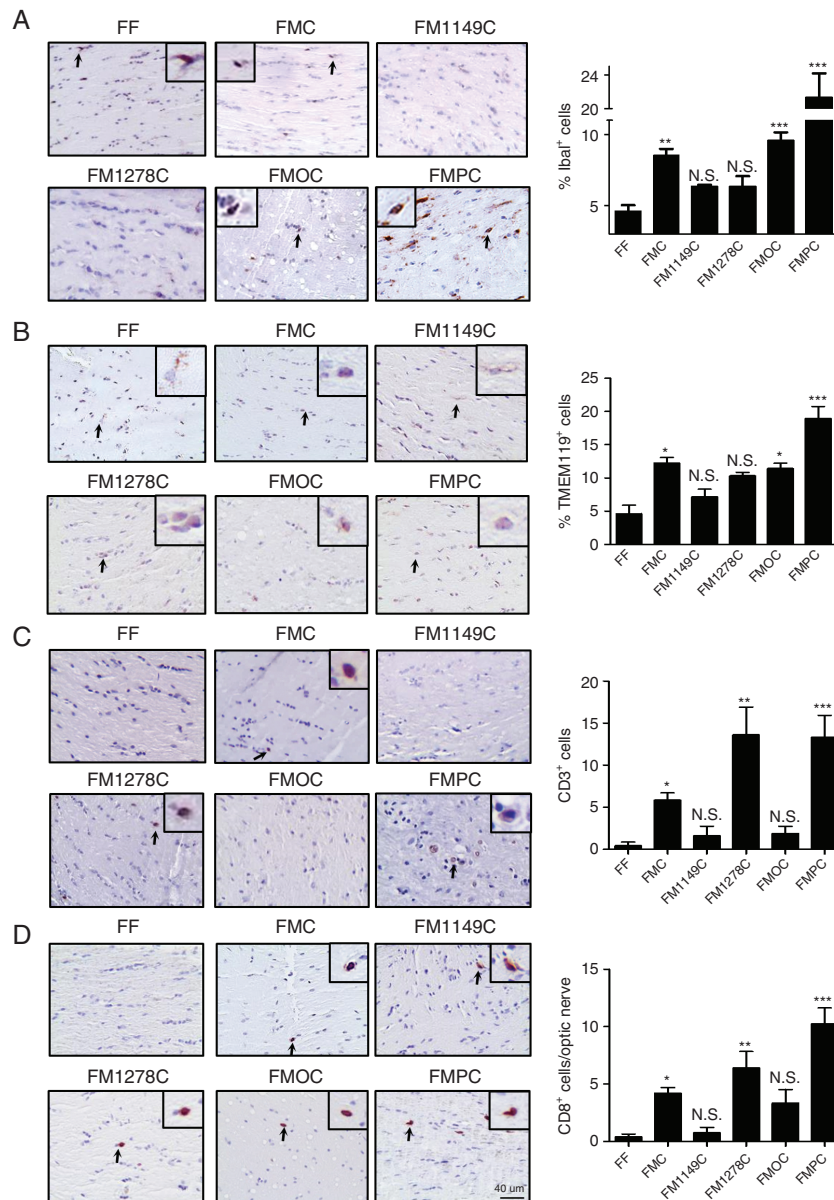 A
FF FMC FM1149C
FM1278C FMOC FMPC
% Ibal⁺ cells
24
20
10
5
** N.S. N.S. *** ***
FF FMC FM1149C FM1278C FMOC FMPC
B
FF FMC FM1149C
FM1278C FMOC FMPC
% TMEM119⁺ cells
25
20
15
10
5
0
* N.S. N.S. * ***
FF FMC FM1149C FM1278C FMOC FMPC
C
FF FMC FM1149C
FM1278C FMOC FMPC
CD3⁺ cells
20
15
10
5
0
* N.S. ** N.S. ***
FF FMC FM1149C FM1278C FMOC FMPC
D
FF FMC FM1149C
FM1278C FMOC FMPC
40 um
CD8⁺ cells/optic nerve
15
10
5
0
* N.S. ** N.S. ***
FF FMC FM1149C FM1278C FMOC FMPC